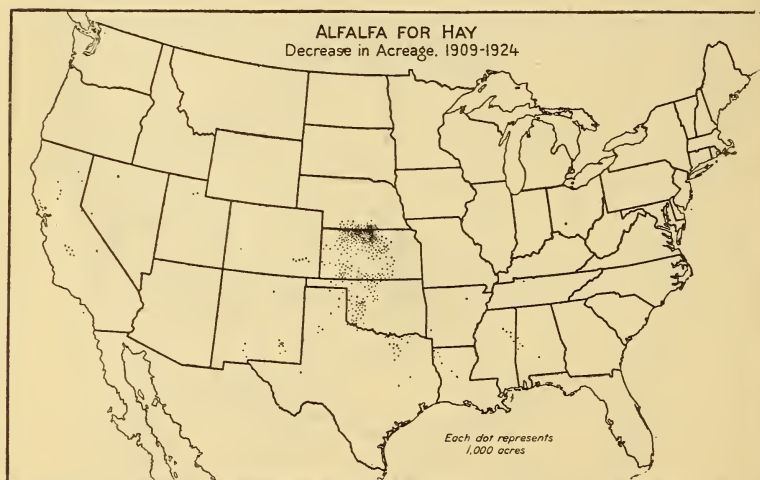 ALFALFA FOR HAY
Decrease in Acreage, 1909-1924
Each dot represents
1,000 acres